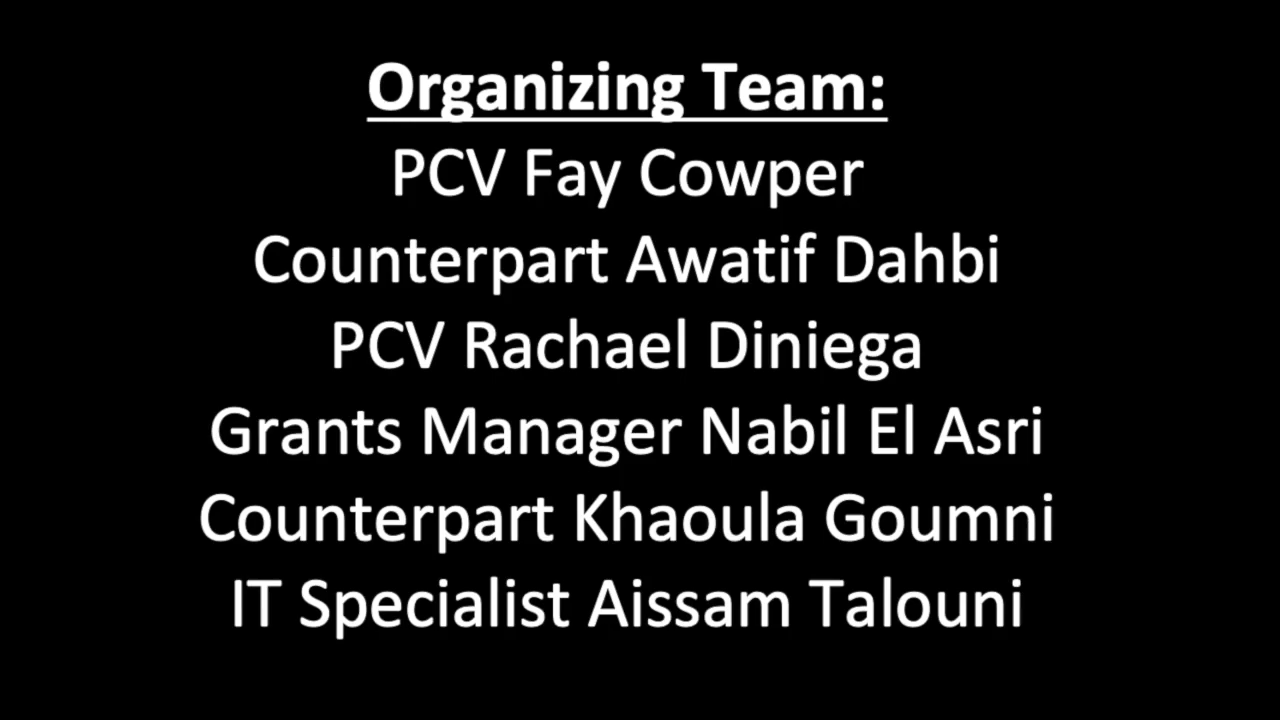 Organizing Team:
PCV Fay Cowper
Counterpart Awatif Dahbi
PCV Rachael Diniega
Grants Manager Nabil El Asri
Counterpart Khaoula Goumni
IT Specialist Aissam Talouni